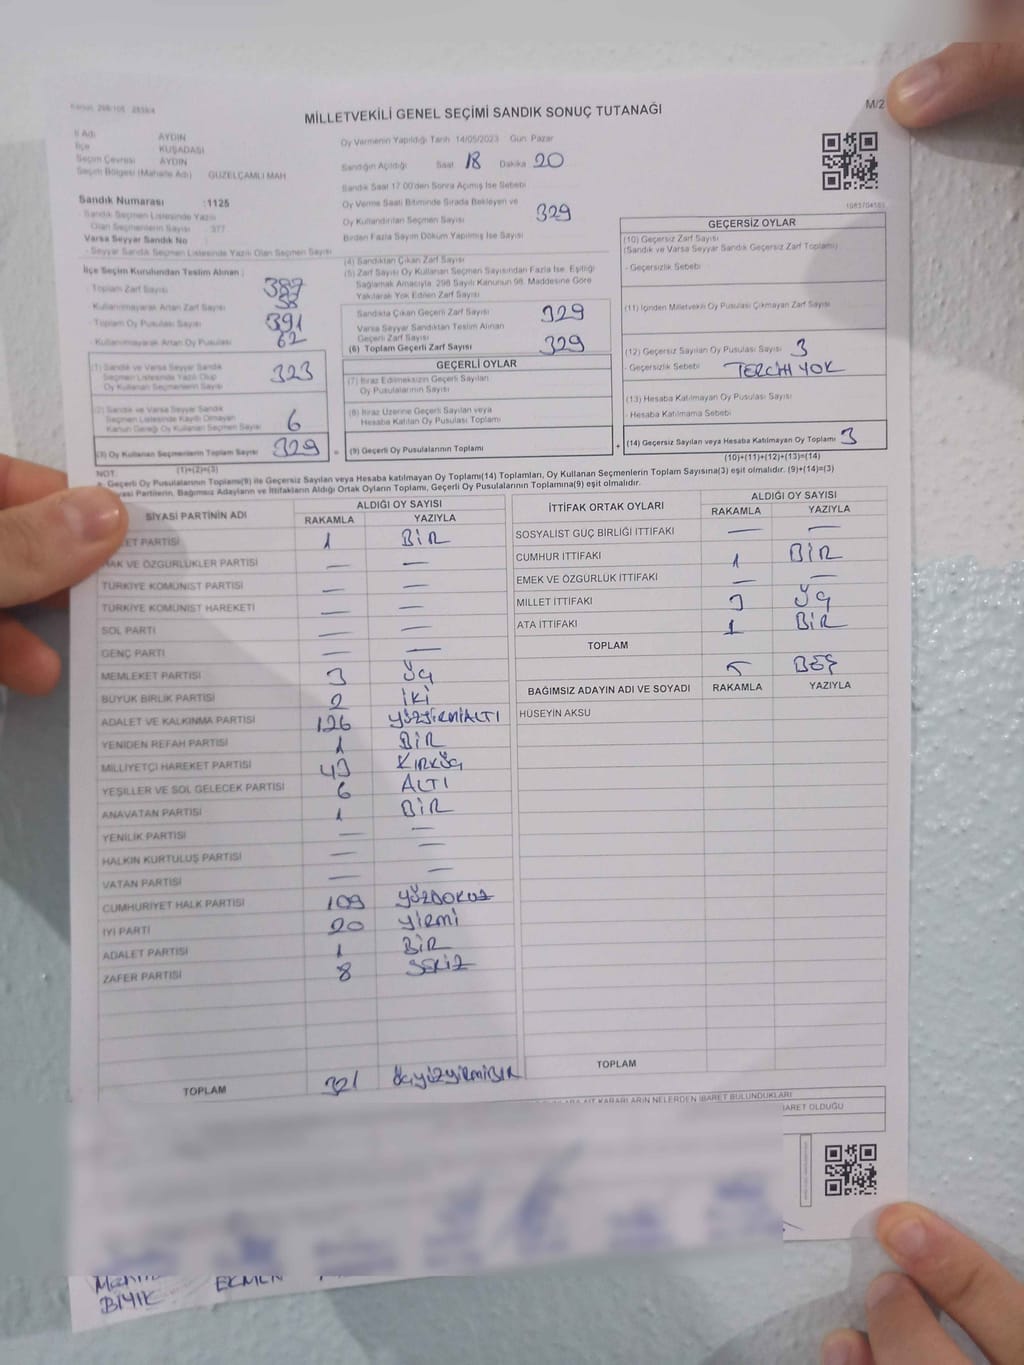 MİLLETVEKİLİ GENEL SEÇİMİ SANDIK SONUÇ TUTANAĞI
M/2
İl Adı AYDIN
İlçe KUŞADASI
Seçim Çevresi AYDIN
Seçim Bölgesi (Mahalle Adı) GÜZELÇAMLI MAH
Sandık Numarası :1125
Sandık Seçmen Listesinde Yazılı
Olan Seçmenlerin Sayısı : 377
Varsa Seyyar Sandık No :
Seyyar Sandık Seçmen Listesinde Yazılı Olan Seçmen Sayısı
Oy Vermenin Yapıldığı Tarih 14/05/2023 Gün Pazar
Sandığın Açıldığı Saat 18 Dakika 20
Sandık Saat 17:00'den Sonra Açımış İse Sebebi
Oy Verme Saati Bitiminde Sırada Bekleyen ve
Oy Kullandırılan Seçmen Sayısı 329
Birden Fazla Sayım Döküm Yapılmış İse Sayısı
İlçe Seçim Kurulundan Teslim Alınan ;
- Toplam Zarf Sayısı 387
- Kullanılmayarak Artan Zarf Sayısı 58
- Toplam Oy Pusulası Sayısı 391
- Kullanılmayarak Artan Oy Pusulası 62
(1) Sandık ve Varsa Seyyar Sandık
Seçmen Listesinde Yazılı Olup
Oy Kullanan Seçmenlerin Sayısı 323
(2) Sandık ve Varsa Seyyar Sandık
Seçmen Listesinde Kayıtlı Olmayan
Kanun Gereği Oy Kullanan Seçmen Sayısı 6
(3) Oy Kullanan Seçmenlerin Toplam Sayısı 329
(1)+(2)=(3)
(4) Sandıktan Çıkan Zarf Sayısı
(5) Zarf Sayısı Oy Kullanan Seçmen Sayısından Fazla İse, Eşitliği
Sağlamak Amacıyla, 298 Sayılı Kanunun 98. Maddesine Göre
Yakılarak Yok Edilen Zarf Sayısı
Sandıkta Çıkan Geçerli Zarf Sayısı 329
Varsa Seyyar Sandıktan Teslim Alınan
Geçerli Zarf Sayısı
(6) Toplam Geçerli Zarf Sayısı 329
GEÇERLİ OYLAR
(7) İtiraz Edilmeksizin Geçerli Sayılan
Oy Pusulalarının Sayısı
(8) İtiraz Üzerine Geçerli Sayılan veya
Hesaba Katılan Oy Pusulası Toplamı
= (9) Geçerli Oy Pusulalarının Toplamı +
GEÇERSİZ OYLAR
(10) Geçersiz Zarf Sayısı
(Sandık ve Varsa Seyyar Sandık Geçersiz Zarf Toplamı)
- Geçersizlik Sebebi
(11) İçinden Milletvekili Oy Pusulası Çıkmayan Zarf Sayısı
(12) Geçersiz Sayılan Oy Pusulası Sayısı 3
- Geçersizlik Sebebi TERCİH YOK
(13) Hesaba Katılmayan Oy Pusulası Sayısı
- Hesaba Katılmama Sebebi
(14) Geçersiz Sayılan veya Hesaba Katılmayan Oy Pusulası Toplamı 3
(10)+(11)+(12)+(13)=(14)
NOT:
a- Geçerli Oy Pusulalarının Toplamı(9) ile Geçersiz Sayılan veya Hesaba katılmayan Oy Toplamı(14) Toplamları, Oy Kullanan Seçmenlerin Toplam Sayısına(3) eşit olmalıdır. (9)+(14)=(3)
Partilerin, Bağımsız Adayların ve İttifakların Aldığı Ortak Oyların Toplamı, Geçerli Oy Pusulalarının Toplamına(9) eşit olmalıdır.
SİYASİ PARTİNİN ADI ALDIĞI OY SAYISI
RAKAMLA YAZIYLA
ET PARTİSİ 1 BİR
HAK VE ÖZGÜRLÜKLER PARTİSİ — —
TÜRKİYE KOMÜNİST PARTİSİ — —
TÜRKİYE KOMÜNİST HAREKETİ — —
SOL PARTİ — —
GENÇ PARTİ — —
MEMLEKET PARTİSİ 3 ÜÇ
BÜYÜK BİRLİK PARTİSİ 2 İKİ
ADALET VE KALKINMA PARTİSİ 126 YÜZYİRMİALTI
YENİDEN REFAH PARTİSİ 1 BİR
MİLLİYETÇİ HAREKET PARTİSİ 43 KIRKÜÇ
YEŞİLLER VE SOL GELECEK PARTİSİ 6 ALTI
ANAVATAN PARTİSİ 1 BİR
YENİLİK PARTİSİ — —
HALKIN KURTULUŞ PARTİSİ — —
VATAN PARTİSİ — —
CUMHURİYET HALK PARTİSİ 109 YÜZDOKUZ
İYİ PARTİ 20 YİRMİ
ADALET PARTİSİ 1 BİR
ZAFER PARTİSİ 8 SEKİZ
TOPLAM 321 ÜÇYÜZYİRMİBİR
İTTİFAK ORTAK OYLARI ALDIĞI OY SAYISI
RAKAMLA YAZIYLA
SOSYALİST GÜÇ BİRLİĞİ İTTİFAKI — —
CUMHUR İTTİFAKI 1 BİR
EMEK VE ÖZGÜRLÜK İTTİFAKI — —
MİLLET İTTİFAKI 3 ÜÇ
ATA İTTİFAKI 1 BİR
TOPLAM 5 BEŞ
BAĞIMSIZ ADAYIN ADI VE SOYADI RAKAMLA YAZIYLA
HÜSEYİN AKSU
TOPLAM
AİT KARARLARIN NELERDEN İBARET BULUNDUKLARI
BARET OLDUĞU
EKMEN
BIYIK